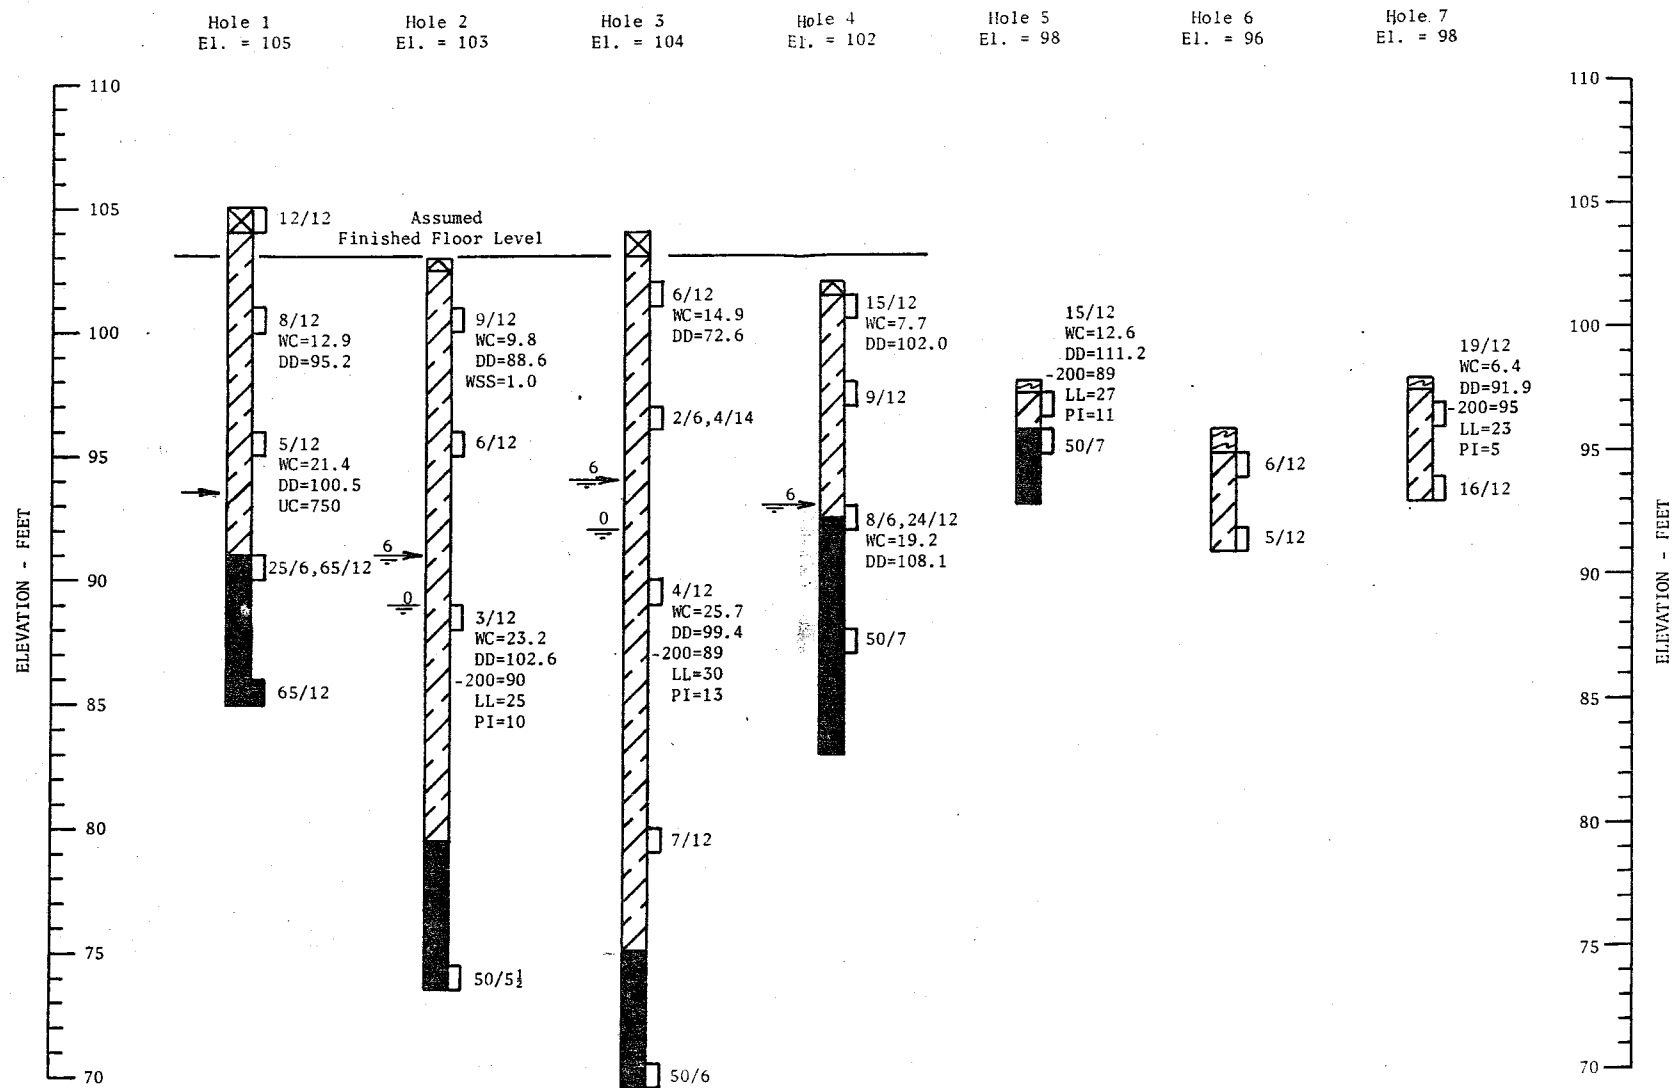 Hole 1
El. = 105
Hole 2
El. = 103
Hole 3
El. = 104
Hole 4
El. = 102
Hole 5
El. = 98
Hole 6
El. = 96
Hole 7
El. = 98
ELEVATION - FEET
110
105
100
95
90
85
80
75
70
Assumed
Finished Floor Level
12/12
8/12
WC=12.9
DD=95.2
5/12
WC=21.4
DD=100.5
UC=750
25/6,65/12
65/12
9/12
WC=9.8
DD=88.6
WSS=1.0
6/12
6
0
3/12
WC=23.2
DD=102.6
-200=90
LL=25
PI=10
50/5½
6/12
WC=14.9
DD=72.6
2/6,4/14
6
0
4/12
WC=25.7
DD=99.4
-200=89
LL=30
PI=13
7/12
50/6
15/12
WC=7.7
DD=102.0
9/12
6
8/6,24/12
WC=19.2
DD=108.1
50/7
15/12
WC=12.6
DD=111.2
-200=89
LL=27
PI=11
50/7
6/12
5/12
19/12
WC=6.4
DD=91.9
-200=95
LL=23
PI=5
16/12
110
105
100
95
90
85
80
75
70
ELEVATION - FEET